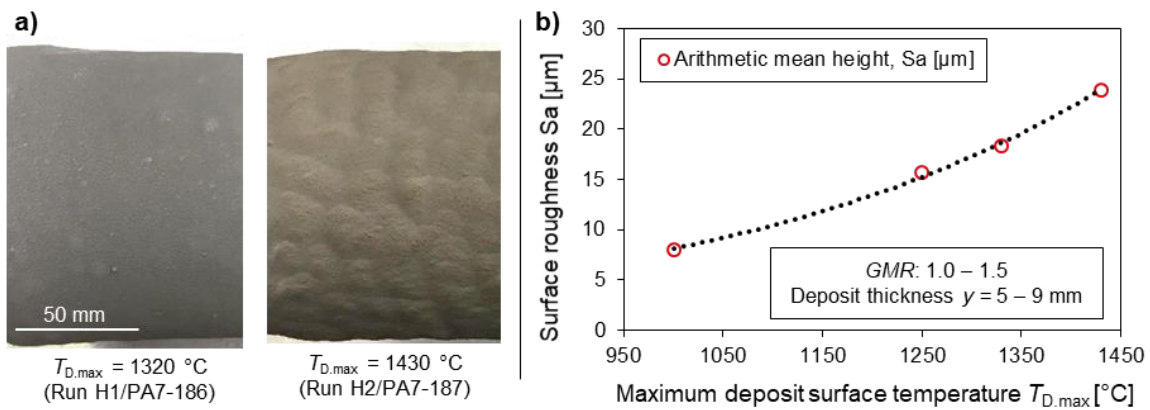 a)
50 mm
T_D.max = 1320 °C
(Run H1/PA7-186)
T_D.max = 1430 °C
(Run H2/PA7-187)
b)
Surface roughness Sa [µm]
30
25
20
15
10
5
0
Arithmetic mean height, Sa [µm]
GMR: 1.0 – 1.5
Deposit thickness y = 5 – 9 mm
950 1050 1150 1250 1350 1450
Maximum deposit surface temperature T_D.max [°C]